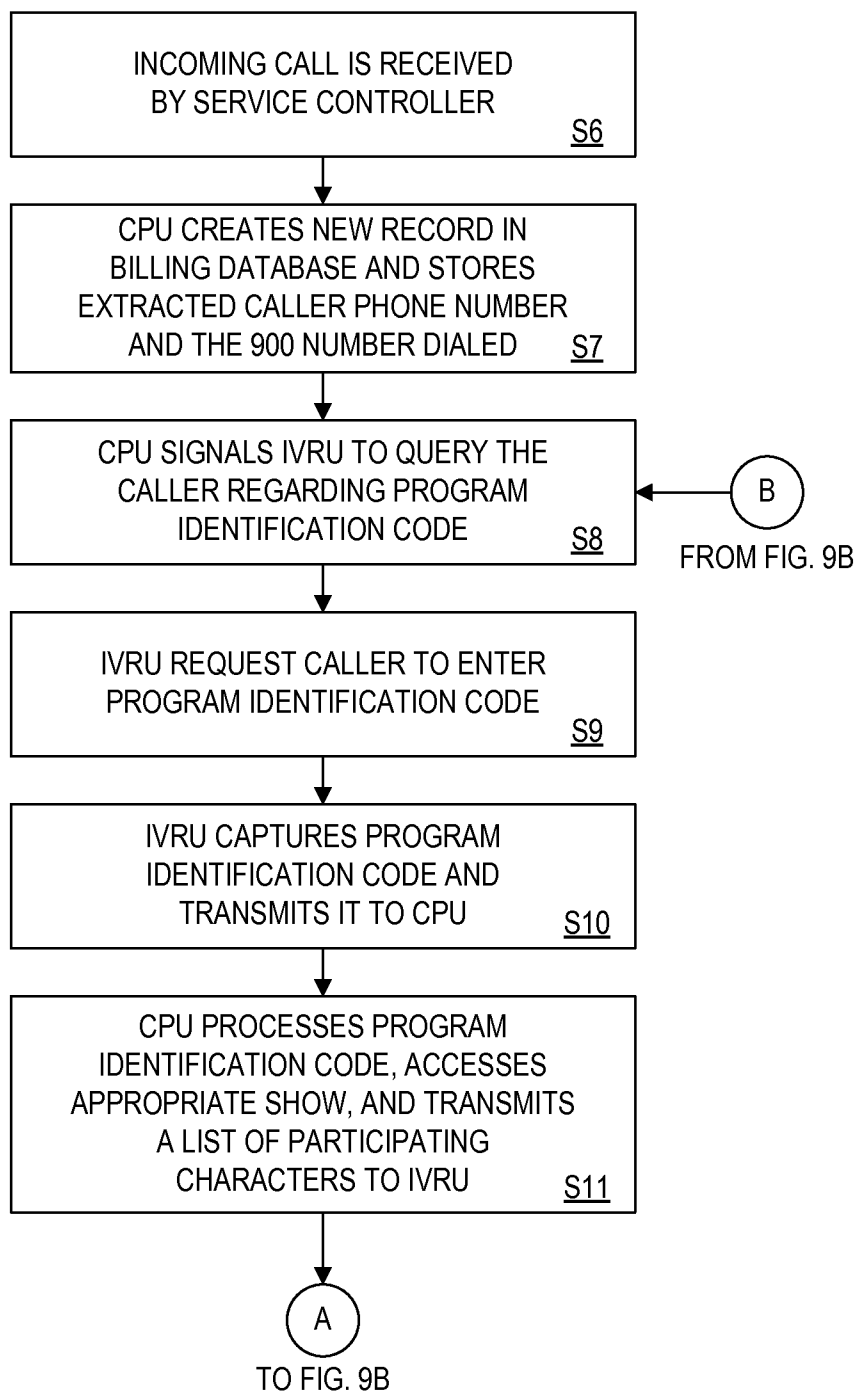 INCOMING CALL IS RECEIVED
BY SERVICE CONTROLLER
S6
CPU CREATES NEW RECORD IN
BILLING DATABASE AND STORES
EXTRACTED CALLER PHONE NUMBER
AND THE 900 NUMBER DIALED
S7
CPU SIGNALS IVRU TO QUERY THE
CALLER REGARDING PROGRAM
IDENTIFICATION CODE
S8
B
FROM FIG. 9B
IVRU REQUEST CALLER TO ENTER
PROGRAM IDENTIFICATION CODE
S9
IVRU CAPTURES PROGRAM
IDENTIFICATION CODE AND
TRANSMITS IT TO CPU
S10
CPU PROCESSES PROGRAM
IDENTIFICATION CODE, ACCESSES
APPROPRIATE SHOW, AND TRANSMITS
A LIST OF PARTICIPATING
CHARACTERS TO IVRU
S11
A
TO FIG. 9B